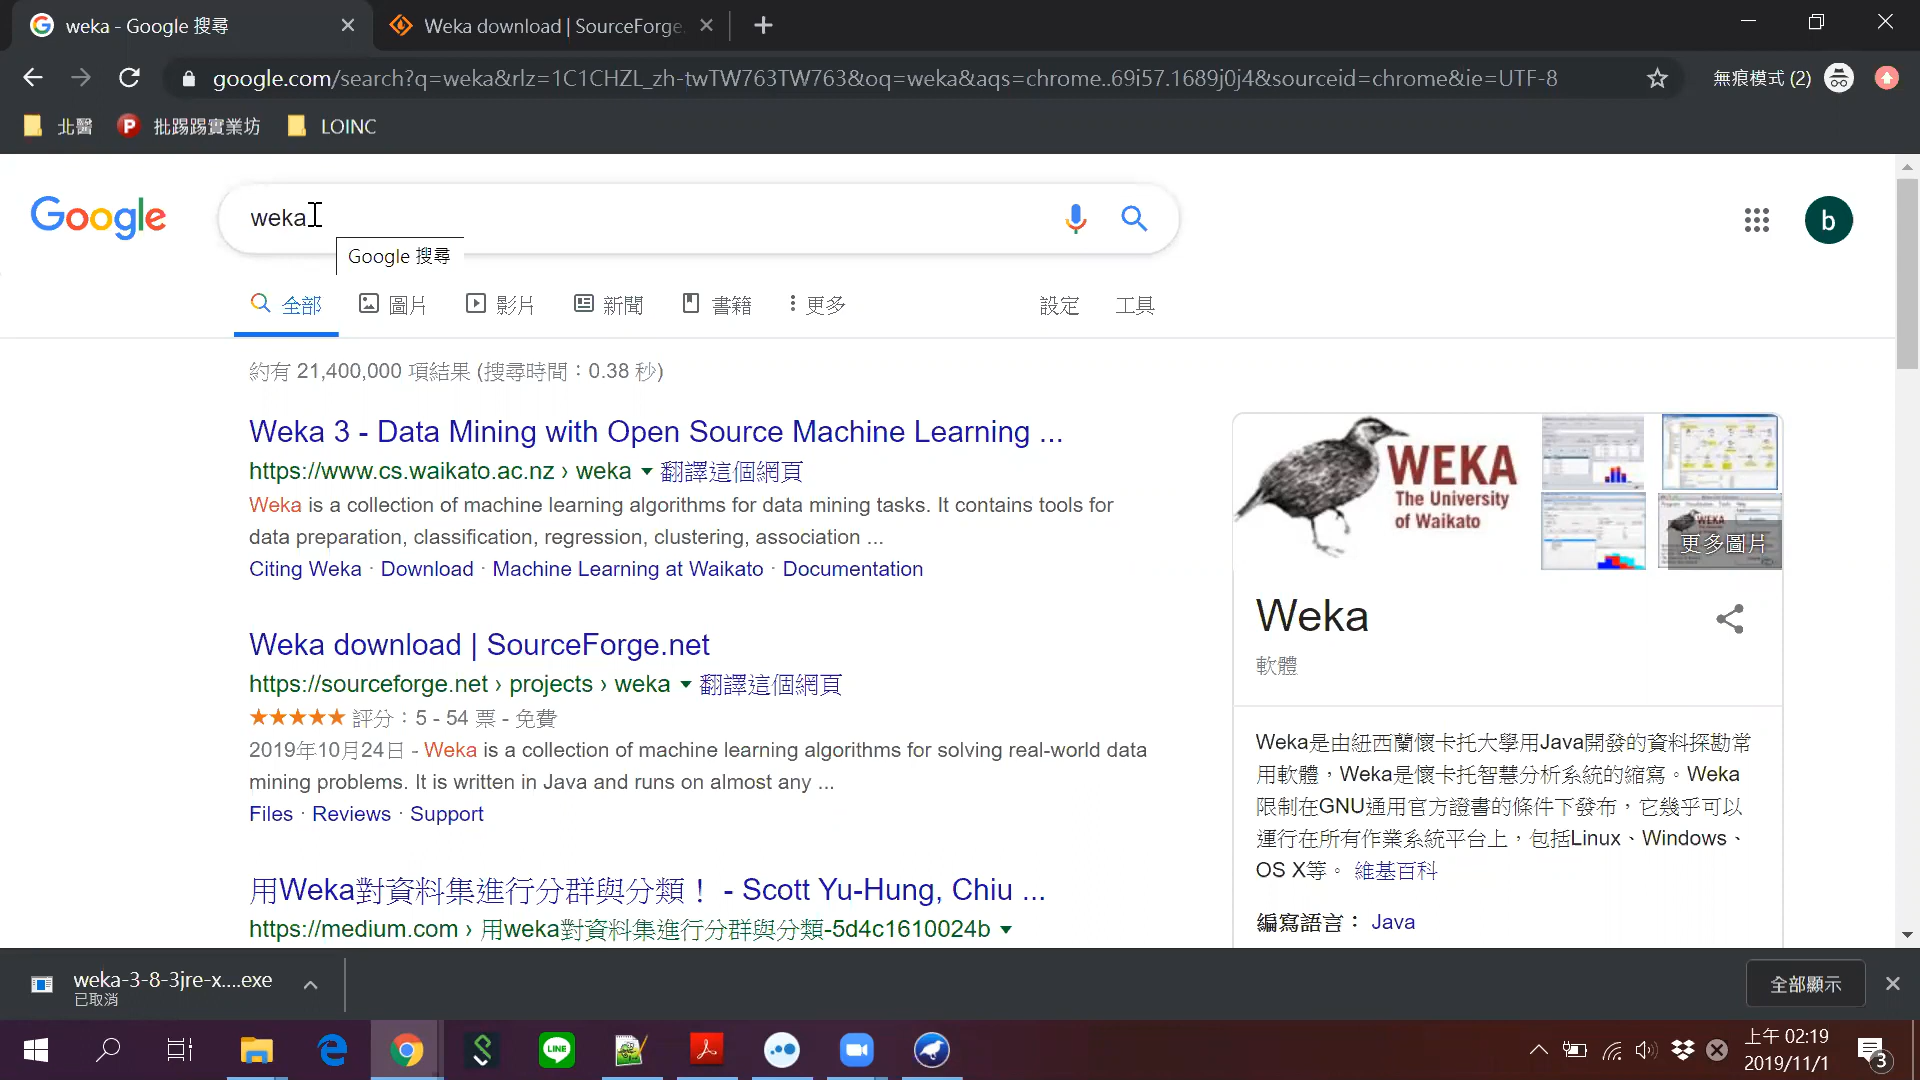 weka - Google 搜尋
Weka download | SourceForge.
google.com/search?q=weka&rlz=1C1CHZL_zh-twTW763TW763&oq=weka&aqs=chrome..69i57.1689j0j4&sourceid=chrome&ie=UTF-8
無痕模式 (2)
北醫
批踢踢實業坊
LOINC
Google
weka
b
Google 搜尋
全部
圖片
影片
新聞
書籍
更多
設定
工具
約有 21,400,000 項結果 (搜尋時間：0.38 秒)
Weka 3 - Data Mining with Open Source Machine Learning ...
https://www.cs.waikato.ac.nz › weka 翻譯這個網頁
Weka is a collection of machine learning algorithms for data mining tasks. It contains tools for
data preparation, classification, regression, clustering, association ...
Citing Weka · Download · Machine Learning at Waikato · Documentation
Weka download | SourceForge.net
https://sourceforge.net › projects › weka 翻譯這個網頁
★★★★★ 評分：5 - 54 票 - 免費
2019年10月24日 - Weka is a collection of machine learning algorithms for solving real-world data
mining problems. It is written in Java and runs on almost any ...
Files · Reviews · Support
用Weka對資料集進行分群與分類！ - Scott Yu-Hung, Chiu ...
https://medium.com › 用weka對資料集進行分群與分類-5d4c1610024b
WEKA
The University
of Waikato
WEKA
更多圖片
Weka
軟體
Weka是由紐西蘭懷卡托大學用Java開發的資料探勘常
用軟體，Weka是懷卡托智慧分析系統的縮寫。Weka
限制在GNU通用官方證書的條件下發布，它幾乎可以
運行在所有作業系統平台上，包括Linux、Windows、
OS X等。 維基百科
編寫語言： Java
weka-3-8-3jre-x....exe
已取消
全部顯示
LINE
上午 02:19
2019/11/1
3